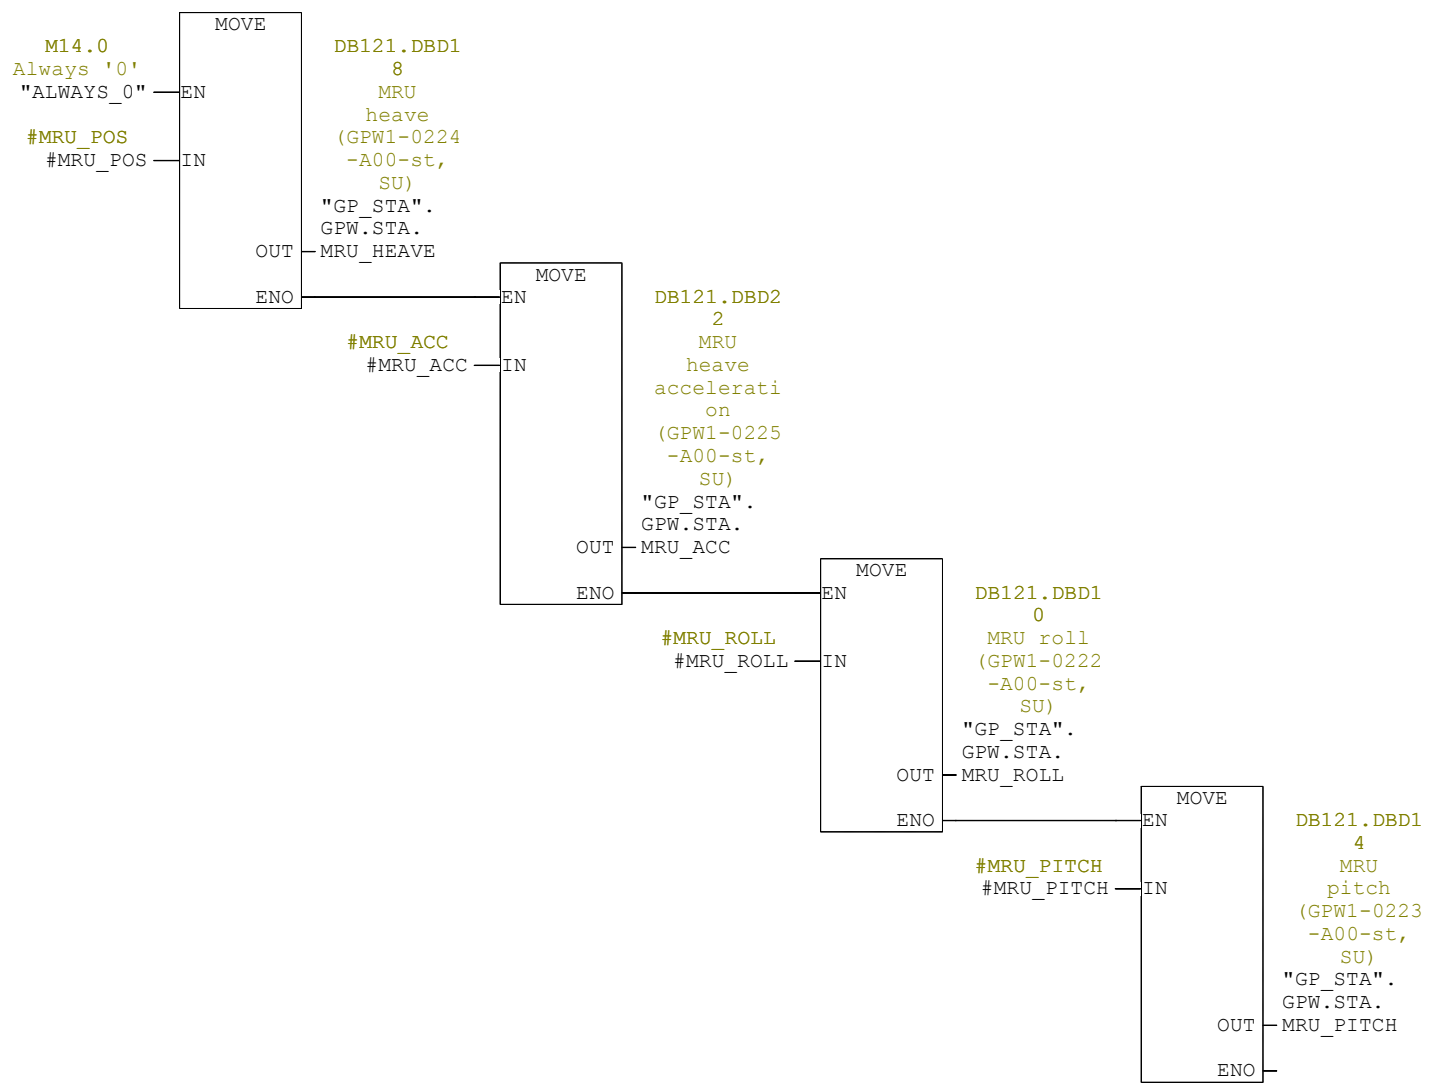 MOVE
M14.0
Always '0'
"ALWAYS_0"
EN
#MRU_POS
#MRU_POS
IN
DB121.DBD1
8
MRU
heave
(GPW1-0224
-A00-st,
SU)
"GP_STA".
GPW.STA.
OUT
MRU_HEAVE
ENO
MOVE
EN
#MRU_ACC
#MRU_ACC
IN
DB121.DBD2
2
MRU
heave
accelerati
on
(GPW1-0225
-A00-st,
SU)
"GP_STA".
GPW.STA.
OUT
MRU_ACC
ENO
MOVE
EN
#MRU_ROLL
#MRU_ROLL
IN
DB121.DBD1
0
MRU roll
(GPW1-0222
-A00-st,
SU)
"GP_STA".
GPW.STA.
OUT
MRU_ROLL
ENO
MOVE
EN
#MRU_PITCH
#MRU_PITCH
IN
DB121.DBD1
4
MRU
pitch
(GPW1-0223
-A00-st,
SU)
"GP_STA".
GPW.STA.
OUT
MRU_PITCH
ENO